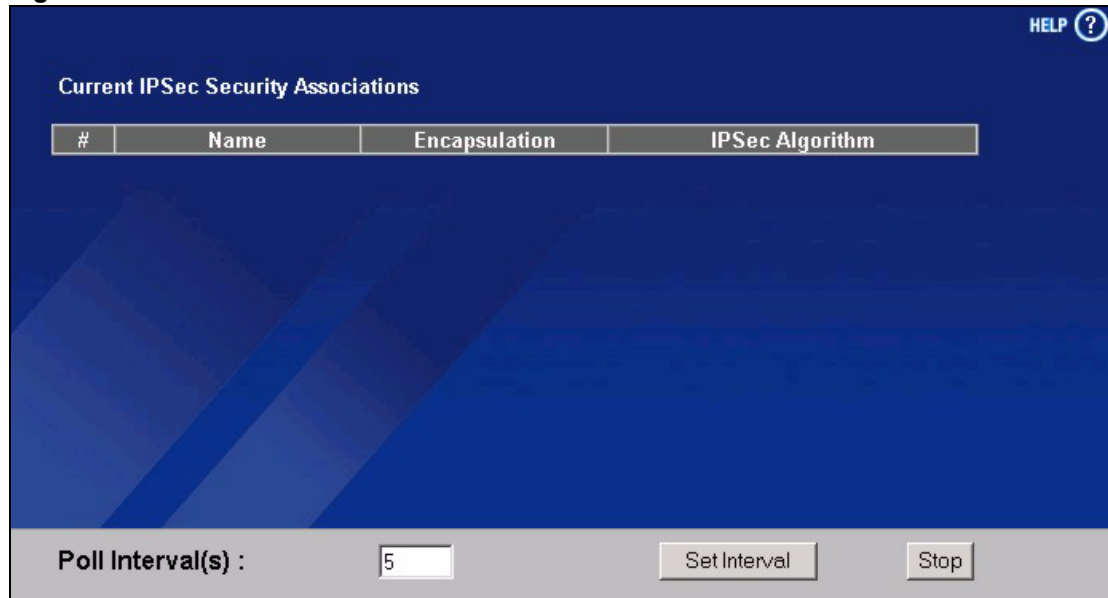 HELP ?
Current IPSec Security Associations
# Name Encapsulation IPSec Algorithm
Poll Interval(s) : 5 Set Interval Stop